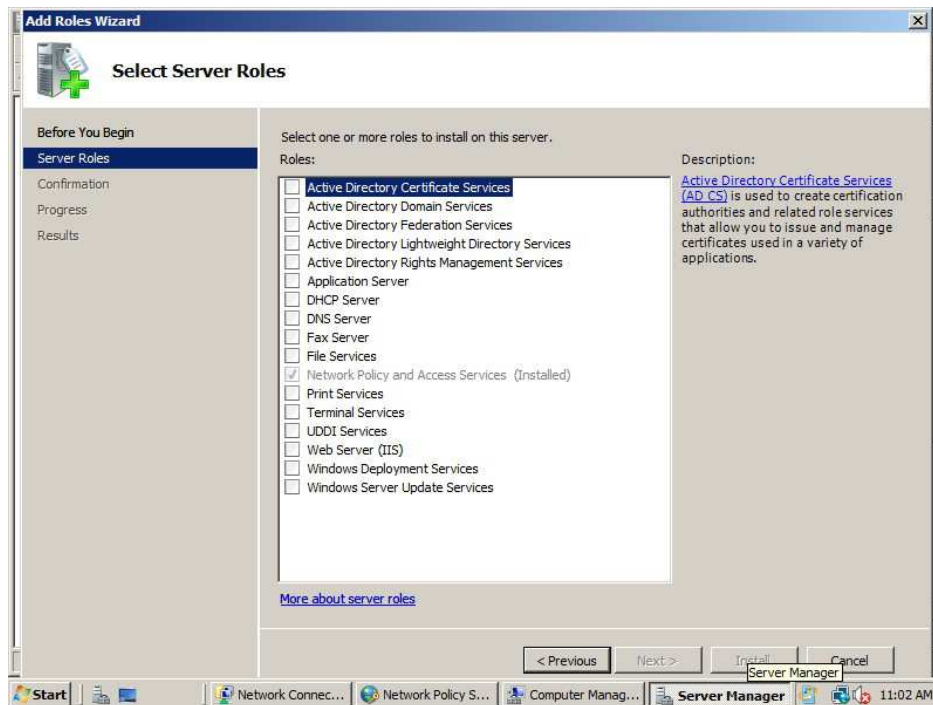 Add Roles Wizard
Select Server Roles
Before You Begin
Server Roles
Confirmation
Progress
Results
Select one or more roles to install on this server.
Roles:
Active Directory Certificate Services
Active Directory Domain Services
Active Directory Federation Services
Active Directory Lightweight Directory Services
Active Directory Rights Management Services
Application Server
DHCP Server
DNS Server
Fax Server
File Services
Network Policy and Access Services (Installed)
Print Services
Terminal Services
UDDI Services
Web Server (IIS)
Windows Deployment Services
Windows Server Update Services
More about server roles
Description:
Active Directory Certificate Services
(AD CS) is used to create certification
authorities and related role services
that allow you to issue and manage
certificates used in a variety of
applications.
< Previous
Next >
Install
Cancel
Server Manager
Start
Network Connec...
Network Policy S...
Computer Manag...
Server Manager
11:02 AM